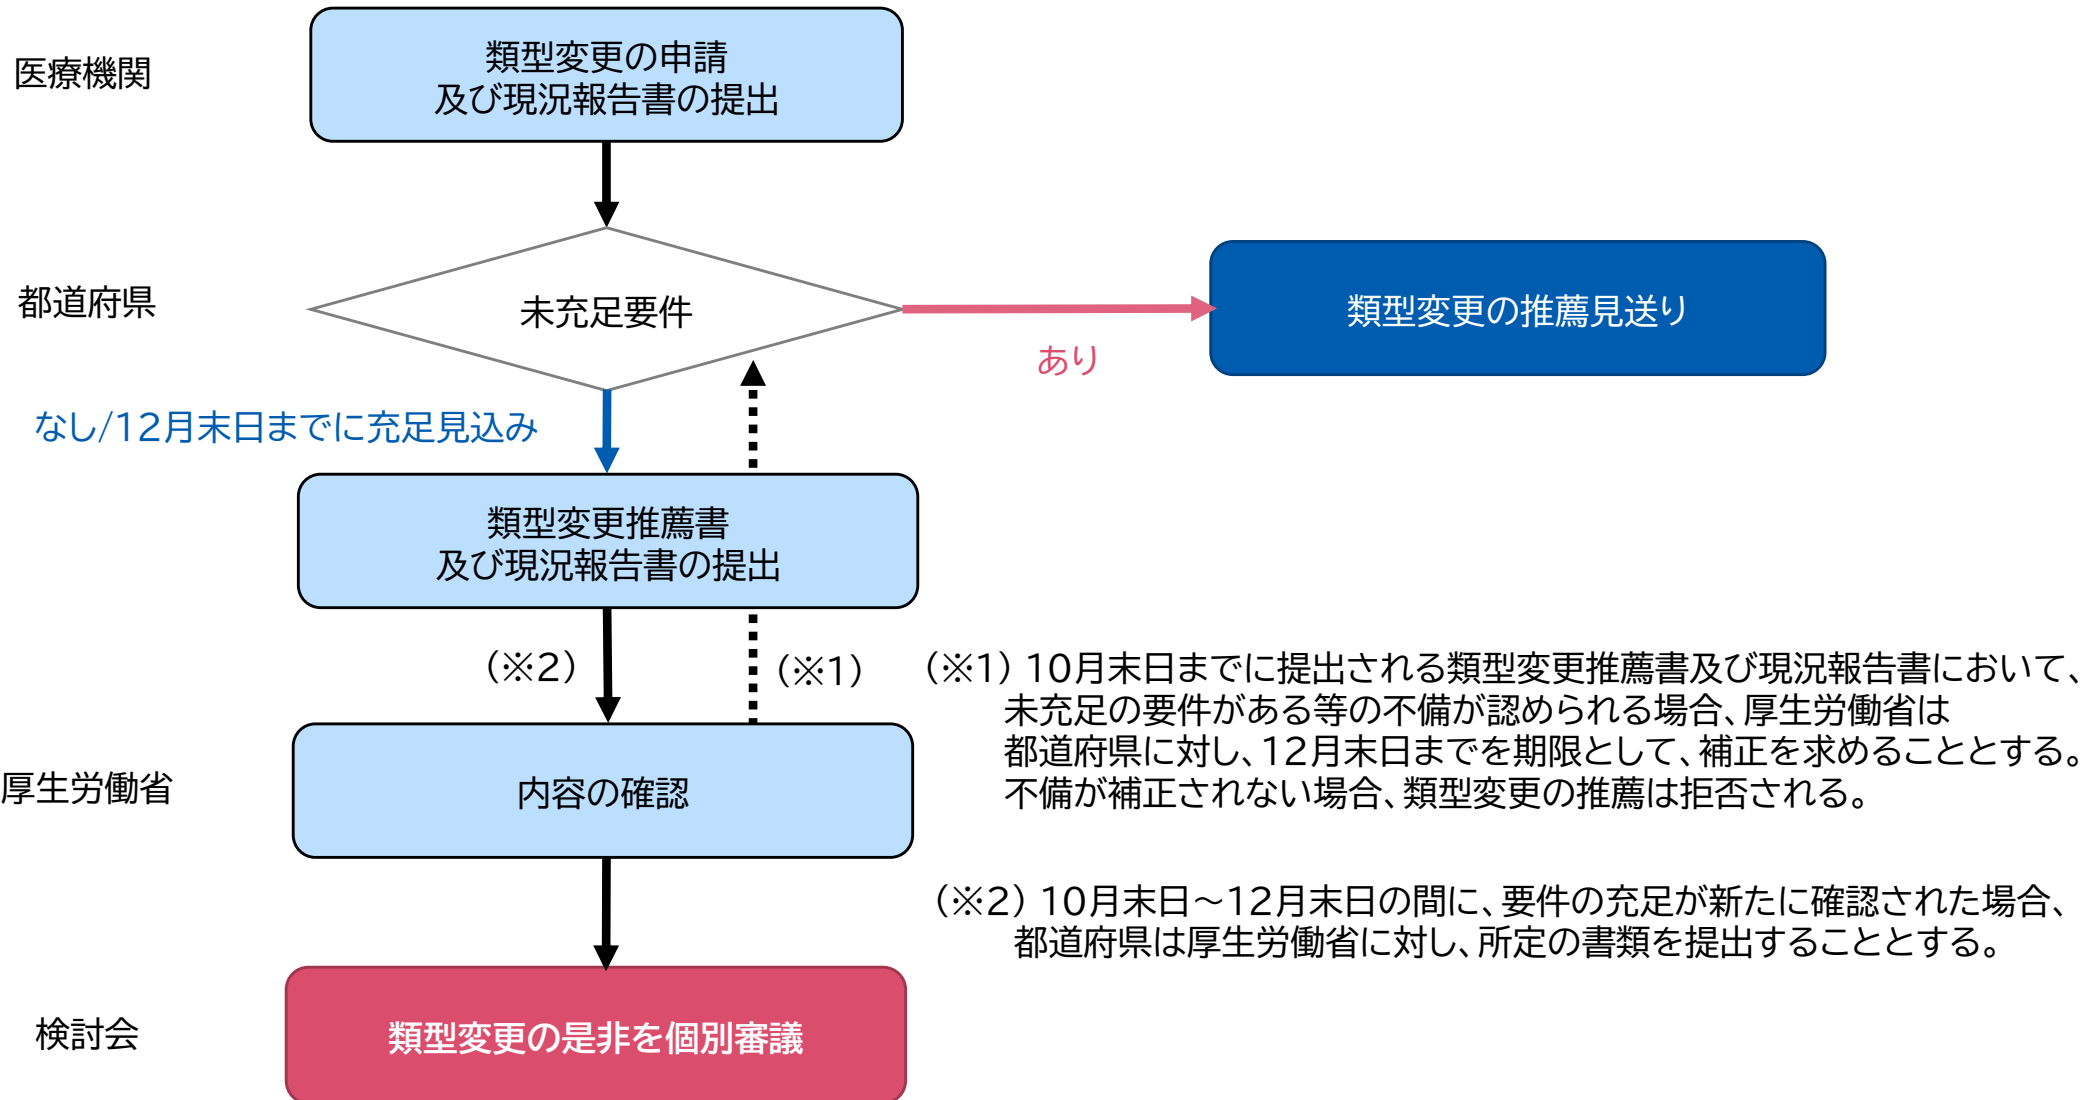 医療機関
類型変更の申請
及び現況報告書の提出
都道府県
未充足要件
類型変更の推薦見送り
あり
なし/12月末日までに充足見込み
類型変更推薦書
及び現況報告書の提出
(※2)
(※1)
(※1) 10月末日までに提出される類型変更推薦書及び現況報告書において、
未充足の要件がある等の不備が認められる場合、厚生労働省は
都道府県に対し、12月末日までを期限として、補正を求めることとする。
不備が補正されない場合、類型変更の推薦は拒否される。
厚生労働省
内容の確認
(※2) 10月末日～12月末日の間に、要件の充足が新たに確認された場合、
都道府県は厚生労働省に対し、所定の書類を提出することとする。
検討会
類型変更の是非を個別審議